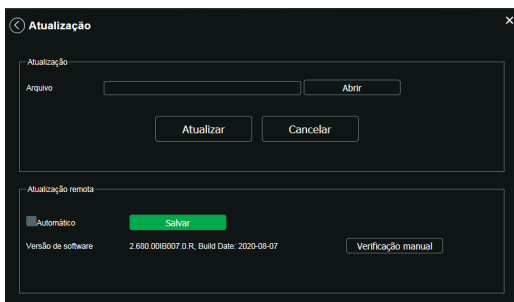 Atualização
Atualização
Arquivo
Abrir
Atualizar Cancelar
Atualização remota
Automático Salvar
Versão de software 2.680.00IB007.0.R, Build Date: 2020-08-07 Verificação manual